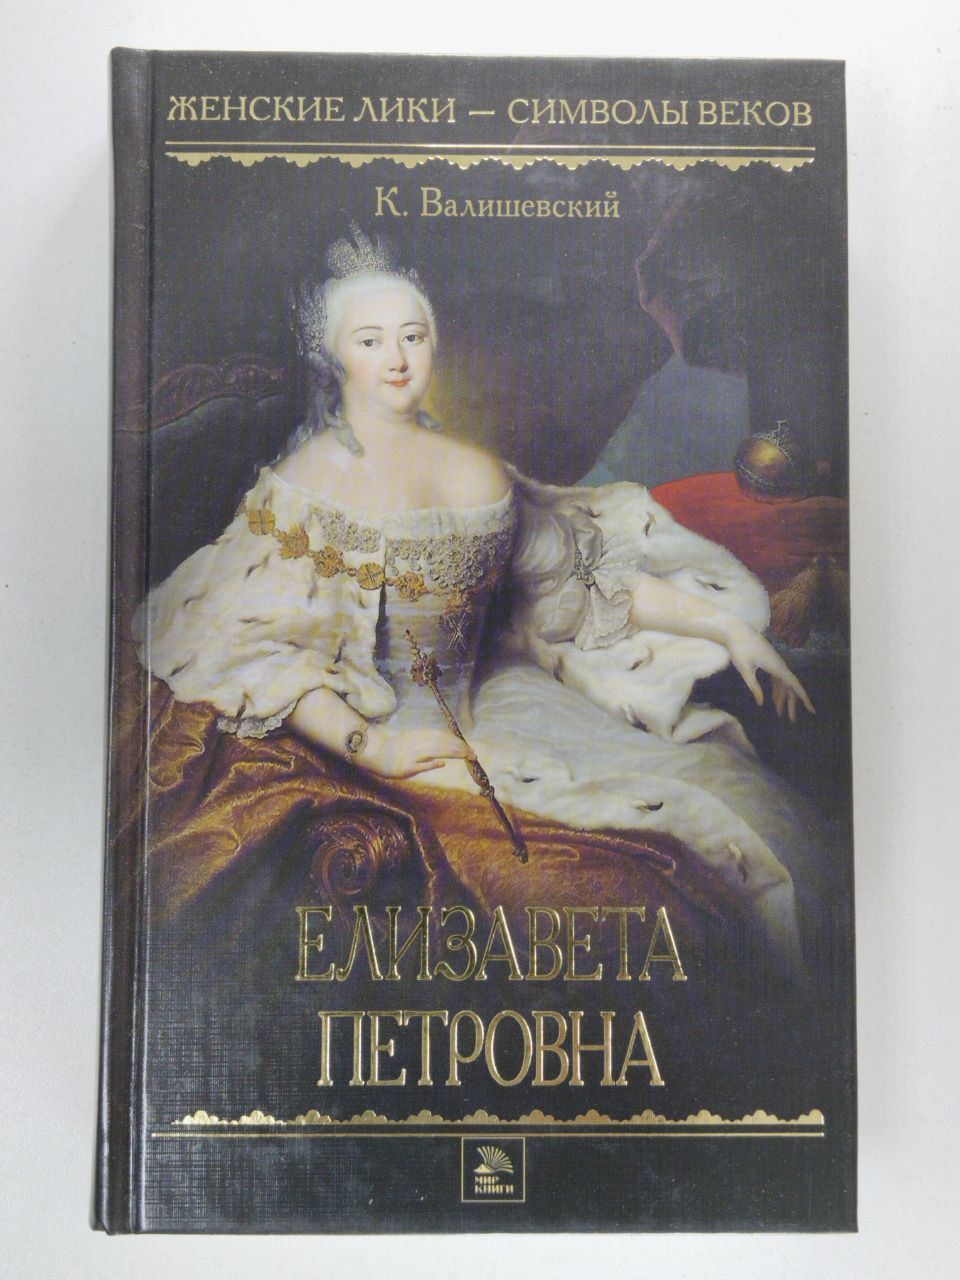 ЖЕНСКИЕ ЛИКИ — СИМВОЛЫ ВЕКОВ
К. Валишевский
ЕЛИЗАВЕТА
ПЕТРОВНА
МИР
КНИГИ